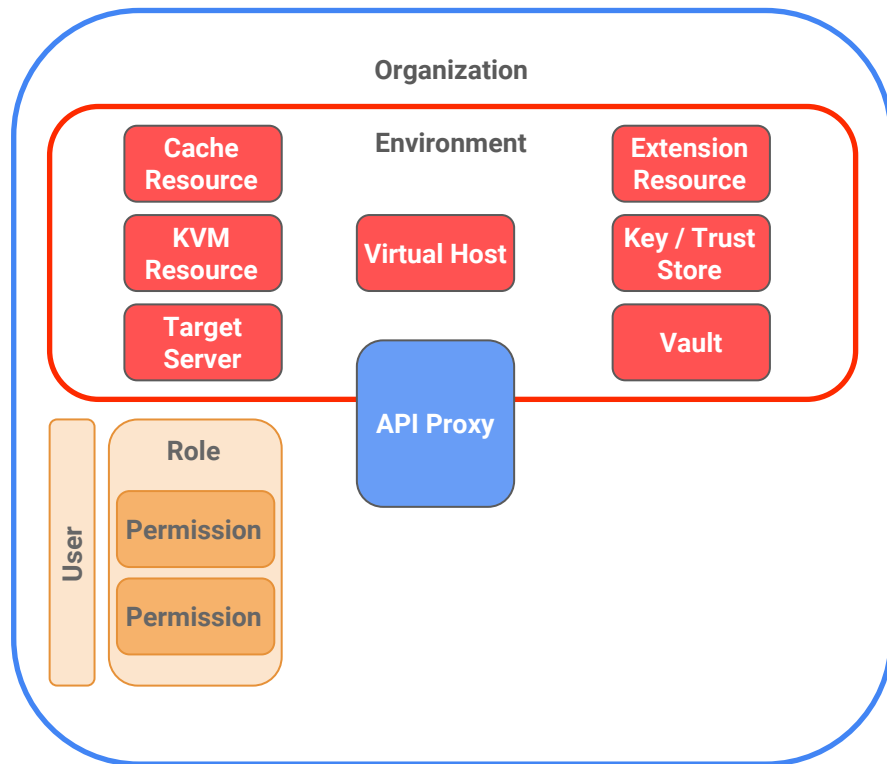 Organization
Environment
Cache
Resource
KVM
Resource
Target
Server
Virtual Host
Extension
Resource
Key / Trust
Store
Vault
API Proxy
User
Role
Permission
Permission